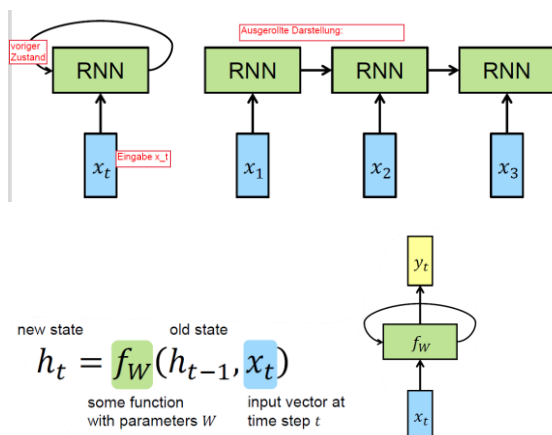 voriger
Zustand
RNN
Eingabe x_t
x_t
Ausgerollte Darstellung:
RNN
RNN
RNN
x_1
x_2
x_3
new state
old state
h_t = f_W(h_{t-1}, x_t)
some function
with parameters W
input vector at
time step t
y_t
f_W
x_t